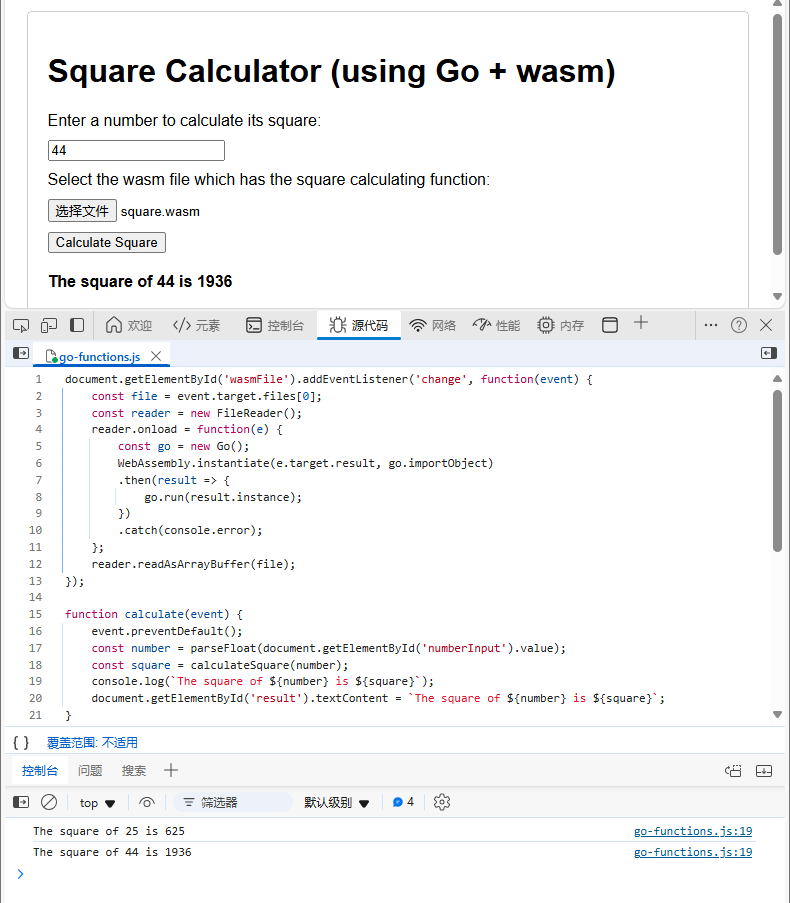 Square Calculator (using Go + wasm)
Enter a number to calculate its square:
44
Select the wasm file which has the square calculating function:
选择文件 square.wasm
Calculate Square
The square of 44 is 1936
欢迎 元素 控制台 源代码 网络 性能 内存
go-functions.js
1 document.getElementById('wasmFile').addEventListener('change', function(event) {
2     const file = event.target.files[0];
3     const reader = new FileReader();
4     reader.onload = function(e) {
5         const go = new Go();
6         WebAssembly.instantiate(e.target.result, go.importObject)
7         .then(result => {
8             go.run(result.instance);
9         })
10         .catch(console.error);
11     };
12     reader.readAsArrayBuffer(file);
13 });
14
15 function calculate(event) {
16     event.preventDefault();
17     const number = parseFloat(document.getElementById('numberInput').value);
18     const square = calculateSquare(number);
19     console.log(`The square of ${number} is ${square}`);
20     document.getElementById('result').textContent = `The square of ${number} is ${square}`;
21 }
{ } 覆盖范围: 不适用
控制台 问题 搜索
top 筛选器 默认级别 4
The square of 25 is 625 go-functions.js:19
The square of 44 is 1936 go-functions.js:19